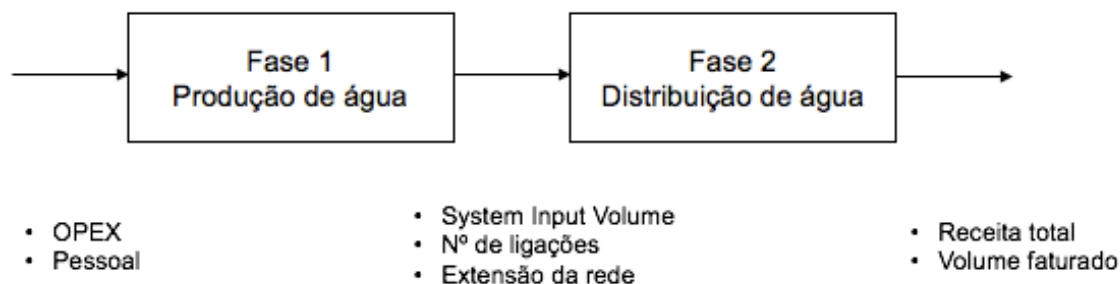 Fase 1
Produção de água
Fase 2
Distribuição de água
• OPEX
• Pessoal
• System Input Volume
• Nº de ligações
• Extensão da rede
• Receita total
• Volume faturado